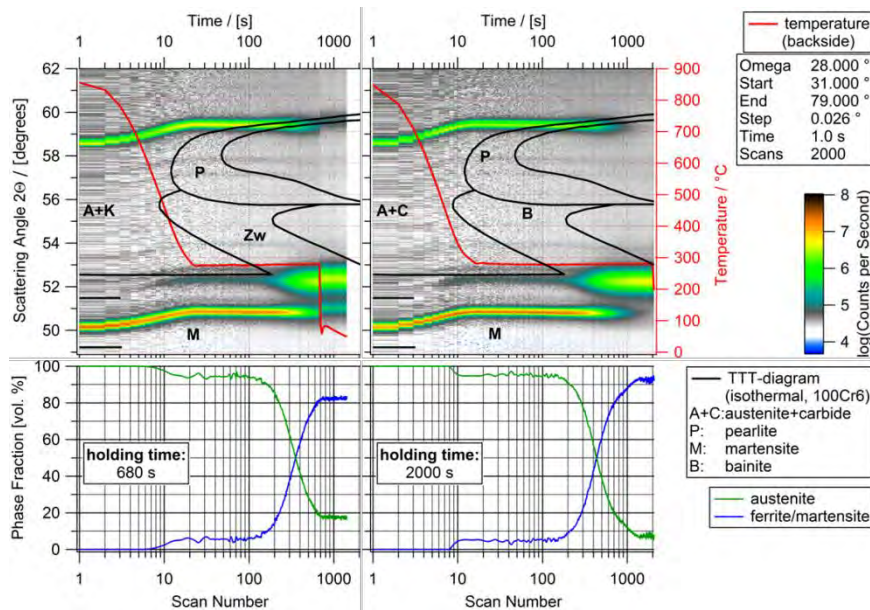 Time / [s]
1 10 100 1000
Time / [s]
1 10 100 1000
temperature
(backside)
Omega 28.000 °
Start 31.000 °
End 79.000 °
Step 0.026 °
Time 1.0 s
Scans 2000
Scattering Angle 2Θ / [degrees]
62
60
58
56
54
52
50
A+K
P
Zw
M
A+C
P
B
M
900
800
700
600
500
400
300
200
100
0
Temperature / °C
8
7
6
5
4
log(Counts per Second)
Phase Fraction [vol. %]
100
80
60
40
20
0
holding time:
680 s
holding time:
2000 s
1 10 100 1000
Scan Number
1 10 100 1000
Scan Number
TTT-diagram
(isothermal, 100Cr6)
A+C:austenite+carbide
P: pearlite
M: martensite
B: bainite
austenite
ferrite/martensite